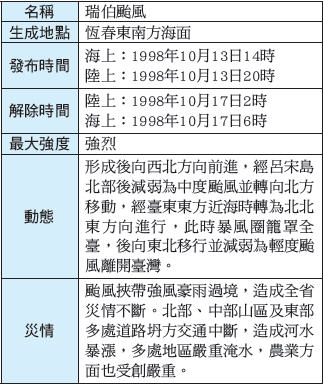 名稱 瑞伯颱風
生成地點 恆春東南方海面
發布時間
海上：1998年10月13日14時
陸上：1998年10月13日20時
解除時間
陸上：1998年10月17日2時
海上：1998年10月17日6時
最大強度 強烈
動態
形成後向西北方向前進，經呂宋島
北部後減弱為中度颱風並轉向北方
移動，經臺東東方近海時轉為北北
東方向進行，此時暴風圈籠罩全
臺，後向東北移行並減弱為輕度颱
風離開臺灣。
災情
颱風挾帶強風豪雨過境，造成全省
災情不斷。北部、中部山區及東部
多處道路坍方交通中斷，造成河水
暴漲，多處地區嚴重淹水，農業方
面也受創嚴重。